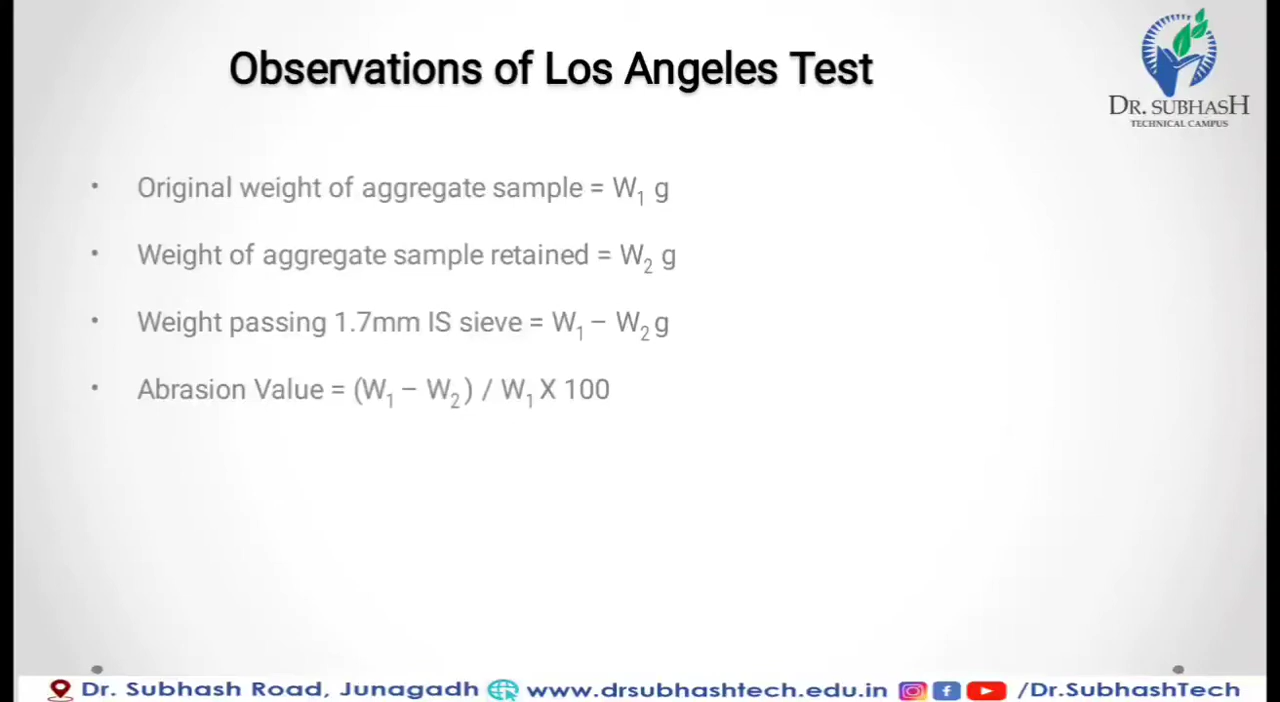 Observations of Los Angeles Test
DR. SUBHASH
TECHNICAL CAMPUS
• Original weight of aggregate sample = W₁ g
• Weight of aggregate sample retained = W₂ g
• Weight passing 1.7mm IS sieve = W₁ – W₂ g
• Abrasion Value = (W₁ – W₂ ) / W₁ X 100
Dr. Subhash Road, Junagadh www.drsubhashtech.edu.in /Dr.SubhashTech